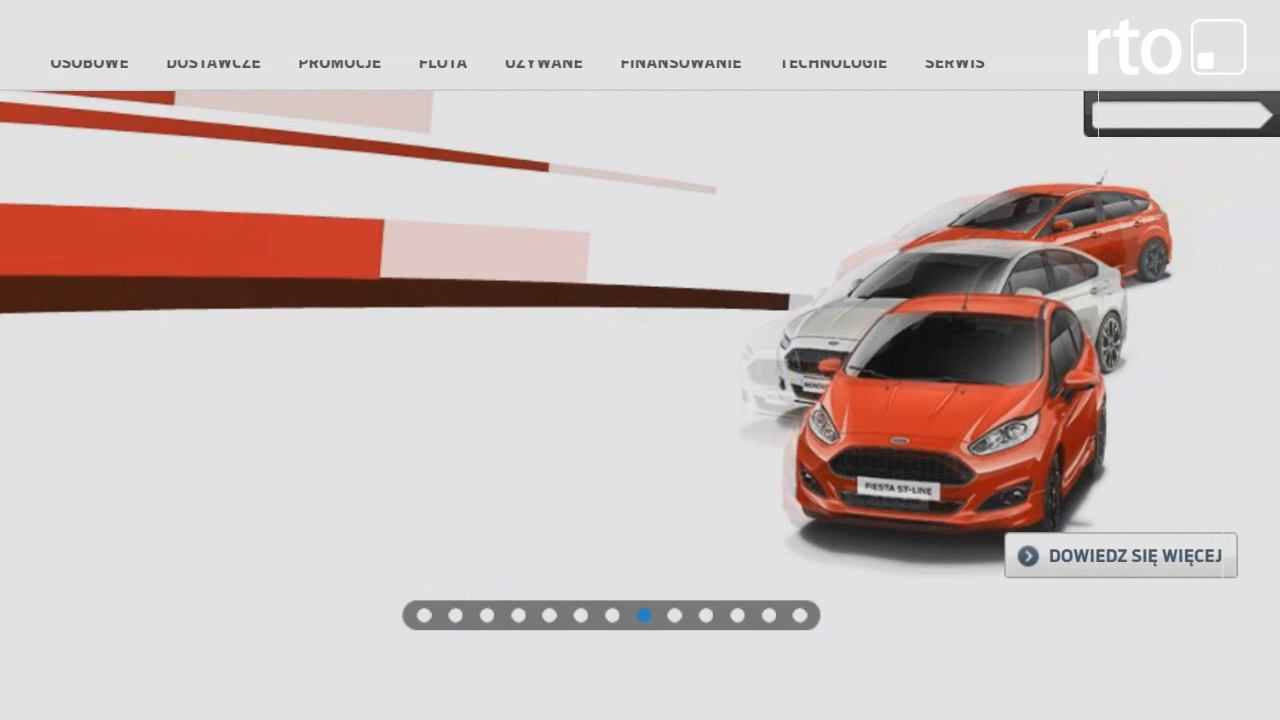 rto
OSOBOWE DOSTAWCZE PROMOCJE FLOTA UŻYWANE FINANSOWANIE TECHNOLOGIE SERWIS
FIESTA ST-LINE
DOWIEDZ SIĘ WIĘCEJ